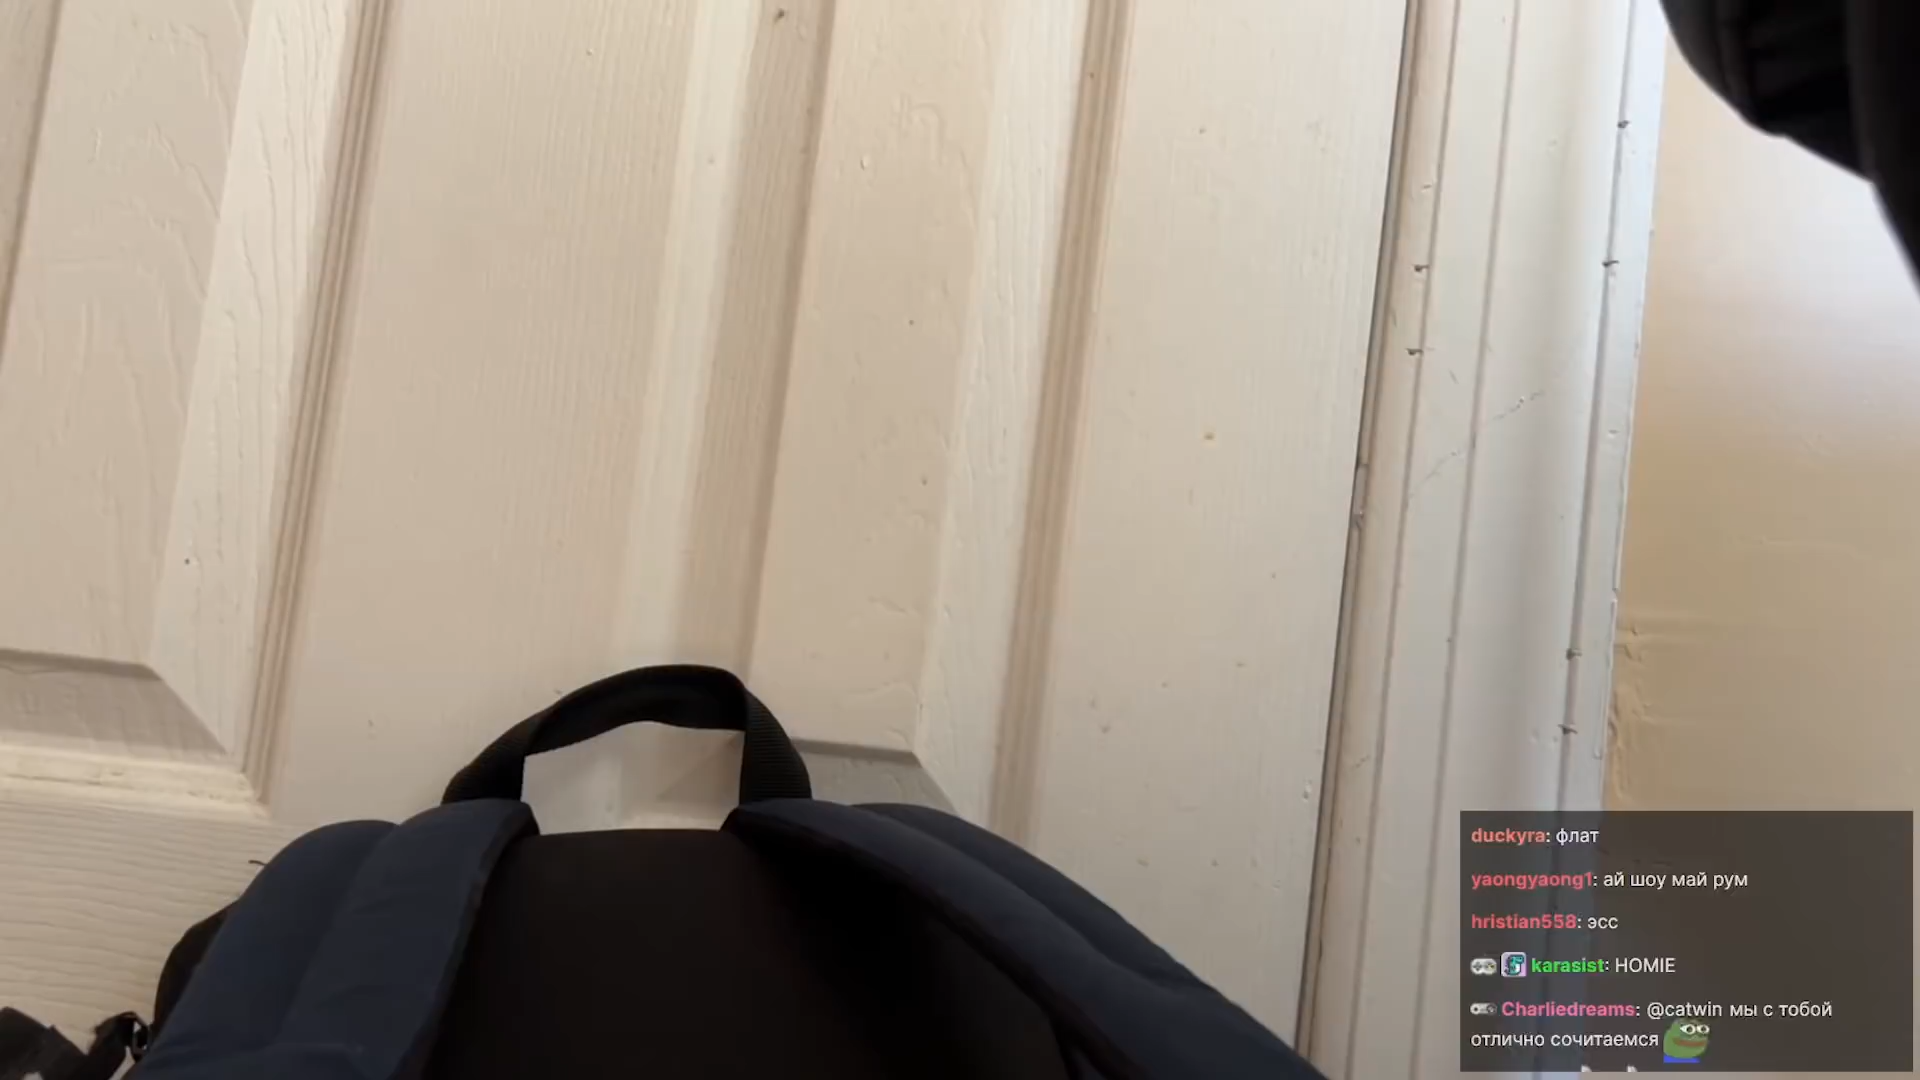 duckyra: флат
yaongyaong1: ай шоу май рум
hristian558: эсс
karasist: HOMIE
Charliedreams: @catwin мы с тобой
отлично сочитаемся